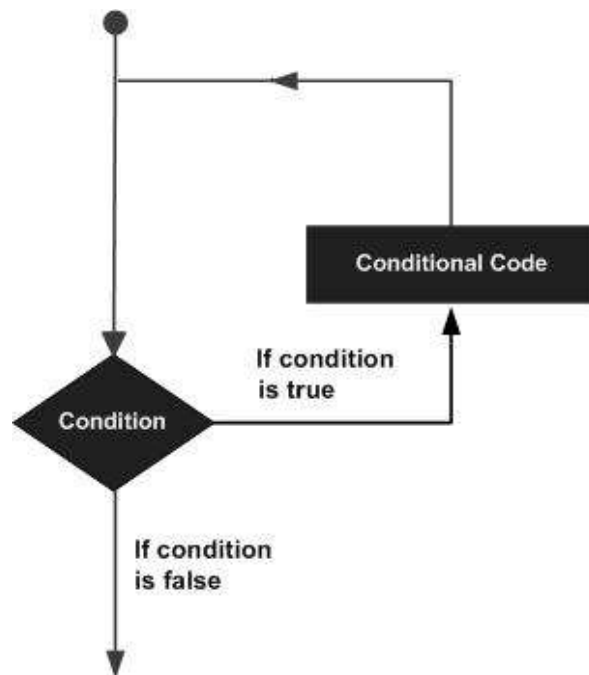 Conditional Code
If condition
is true
Condition
If condition
is false